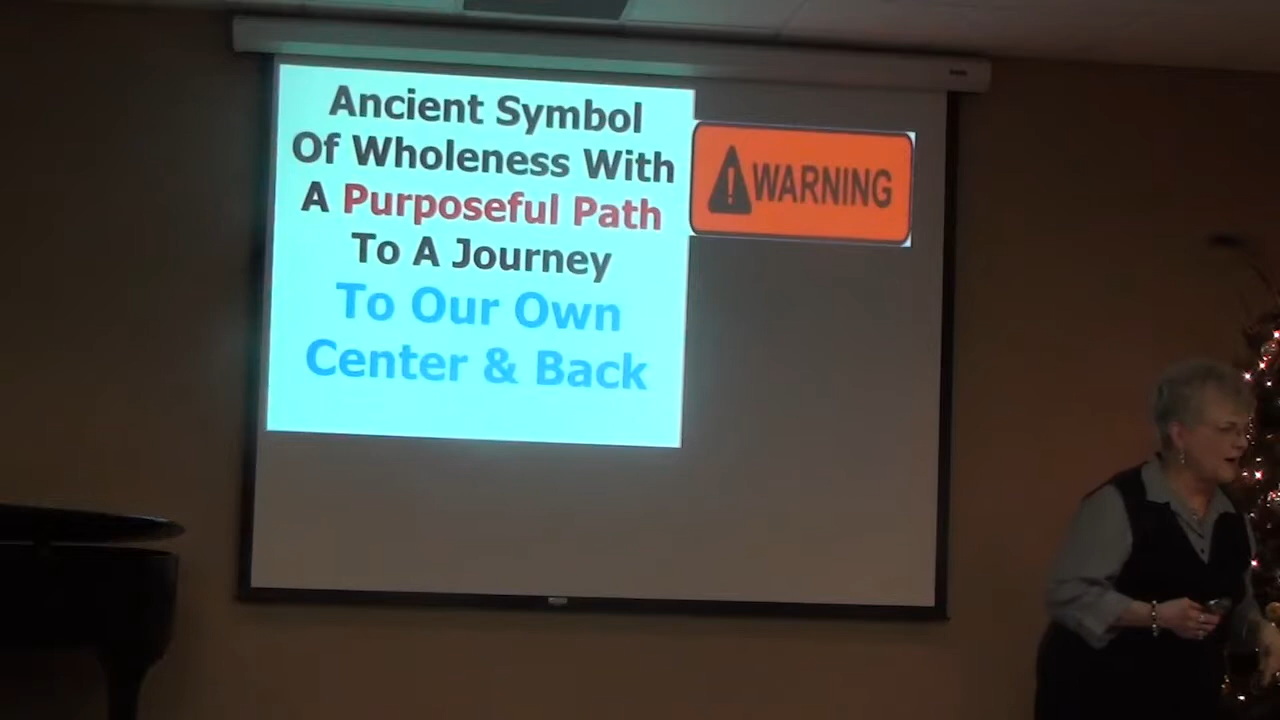 Ancient Symbol
Of Wholeness With
A Purposeful Path
To A Journey
To Our Own
Center & Back
WARNING